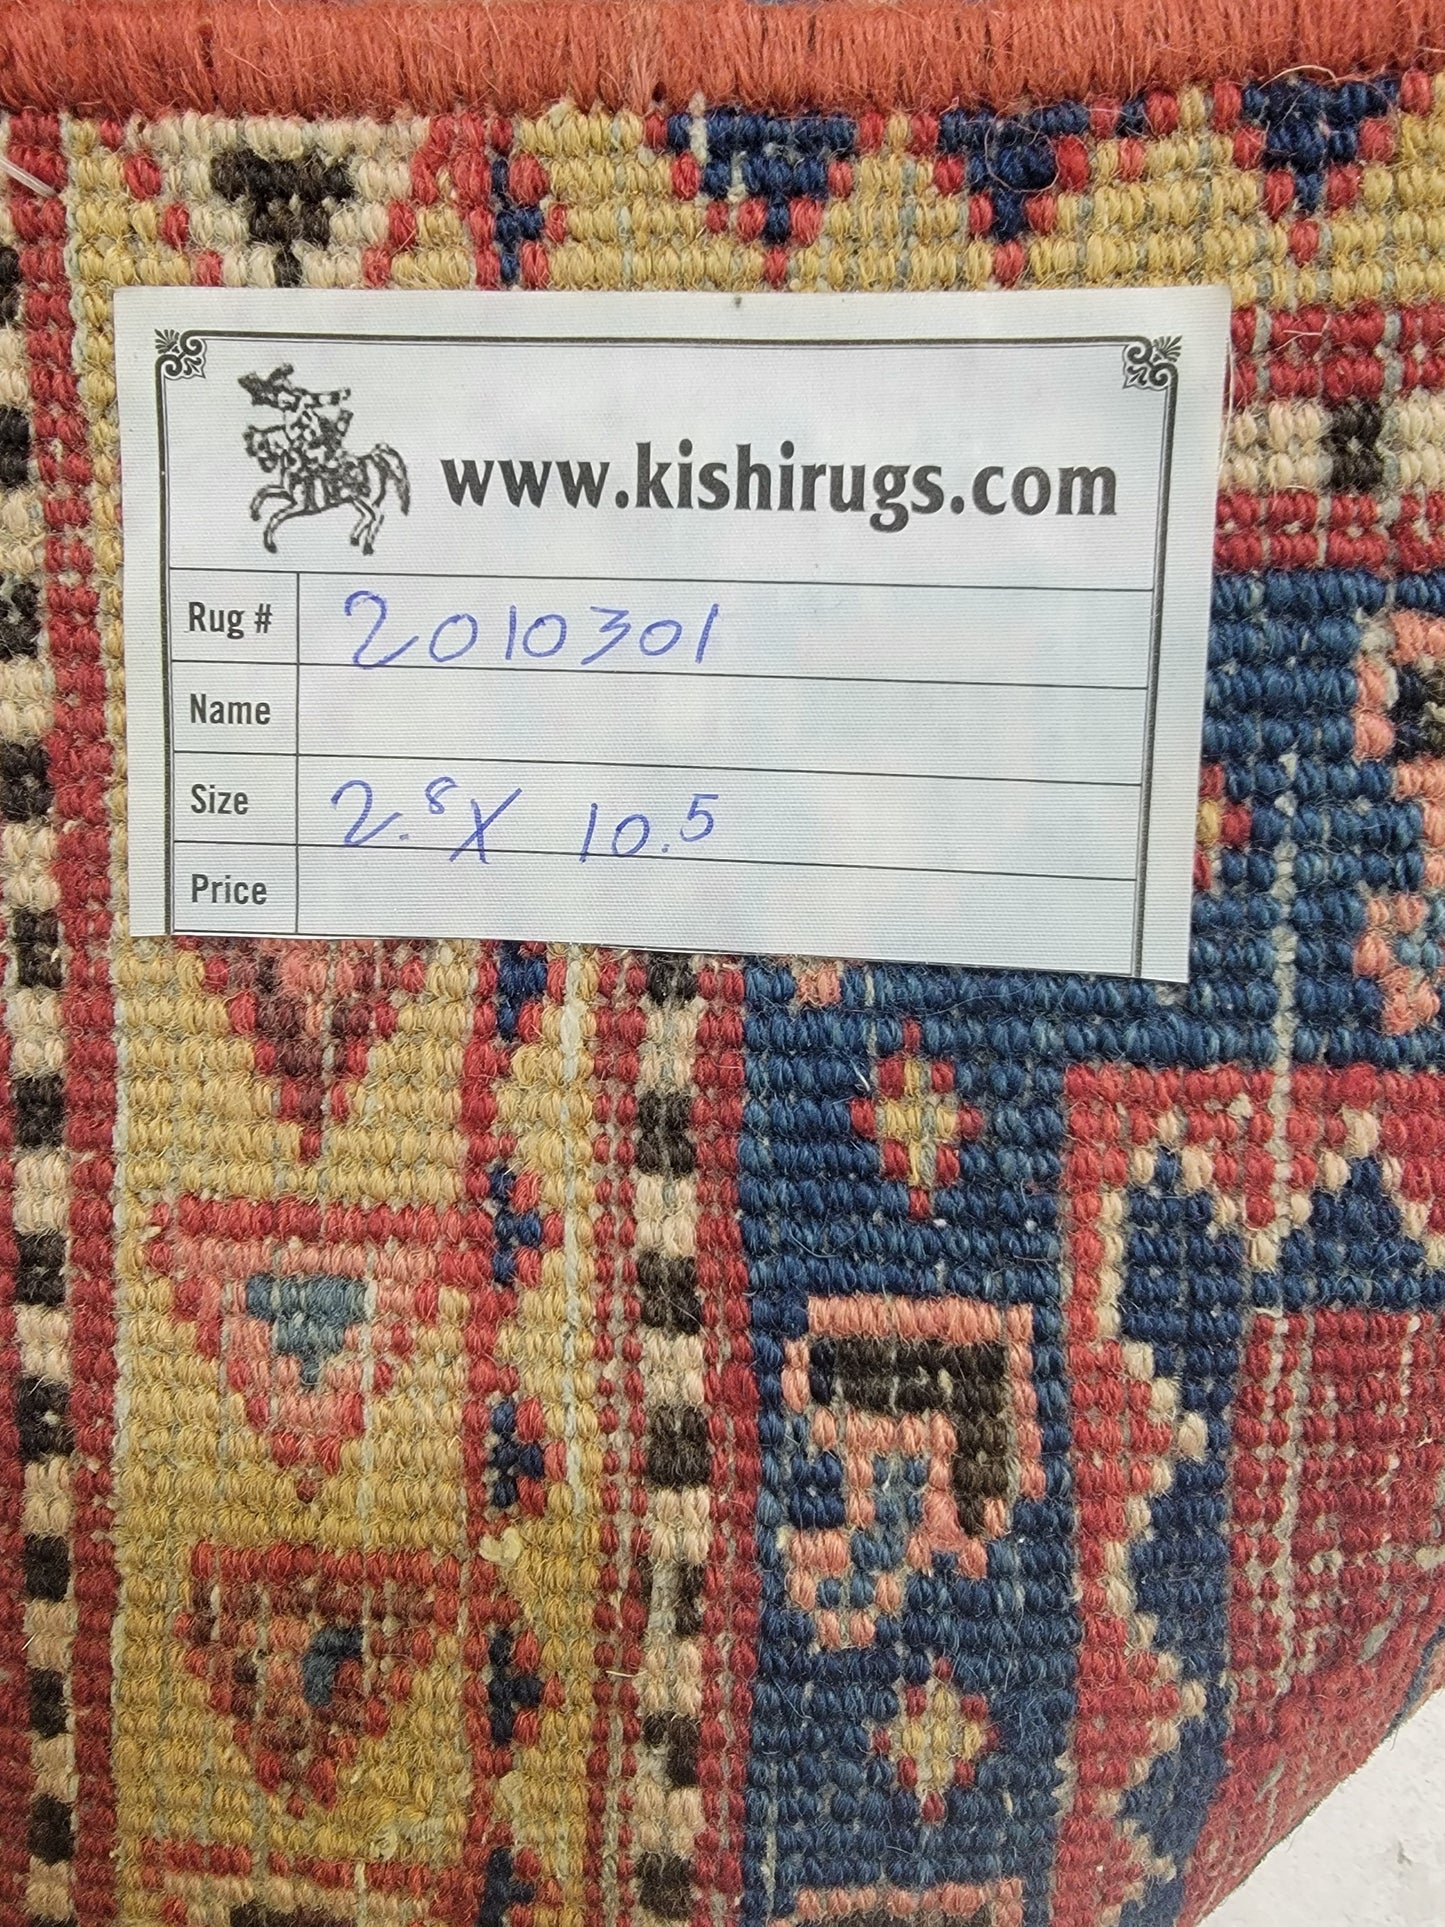 www.kishirugs.com
Rug # 2010301
Name
Size 2.8 X 10.5
Price